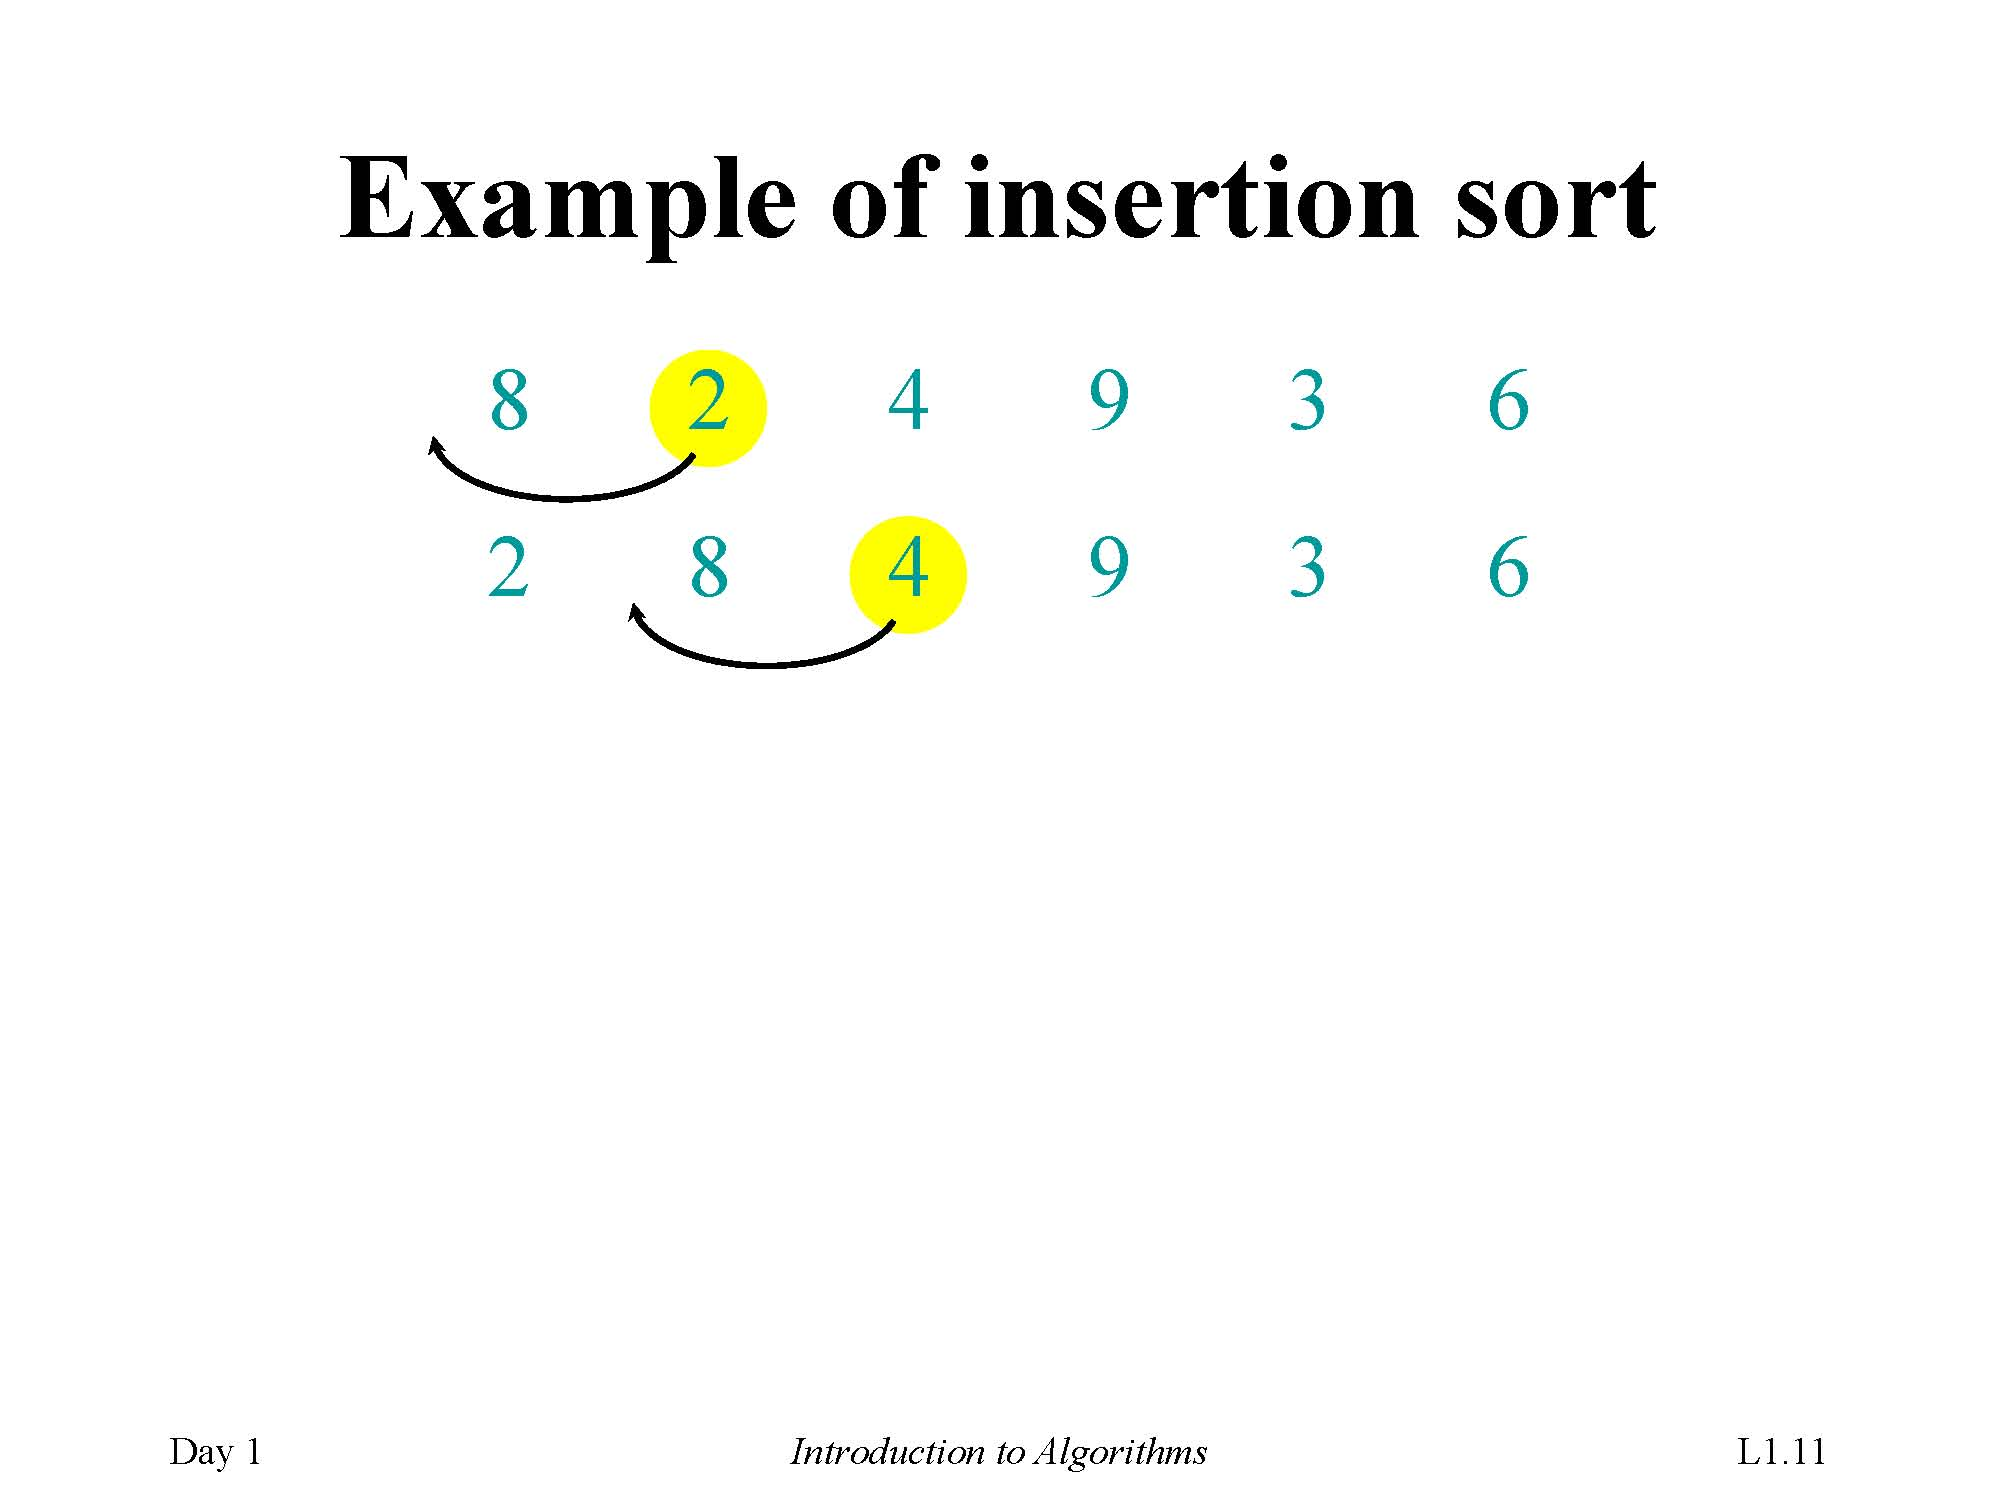 Example of insertion sort
8 2 4 9 3 6
2 8 4 9 3 6
Day 1 Introduction to Algorithms L1.11